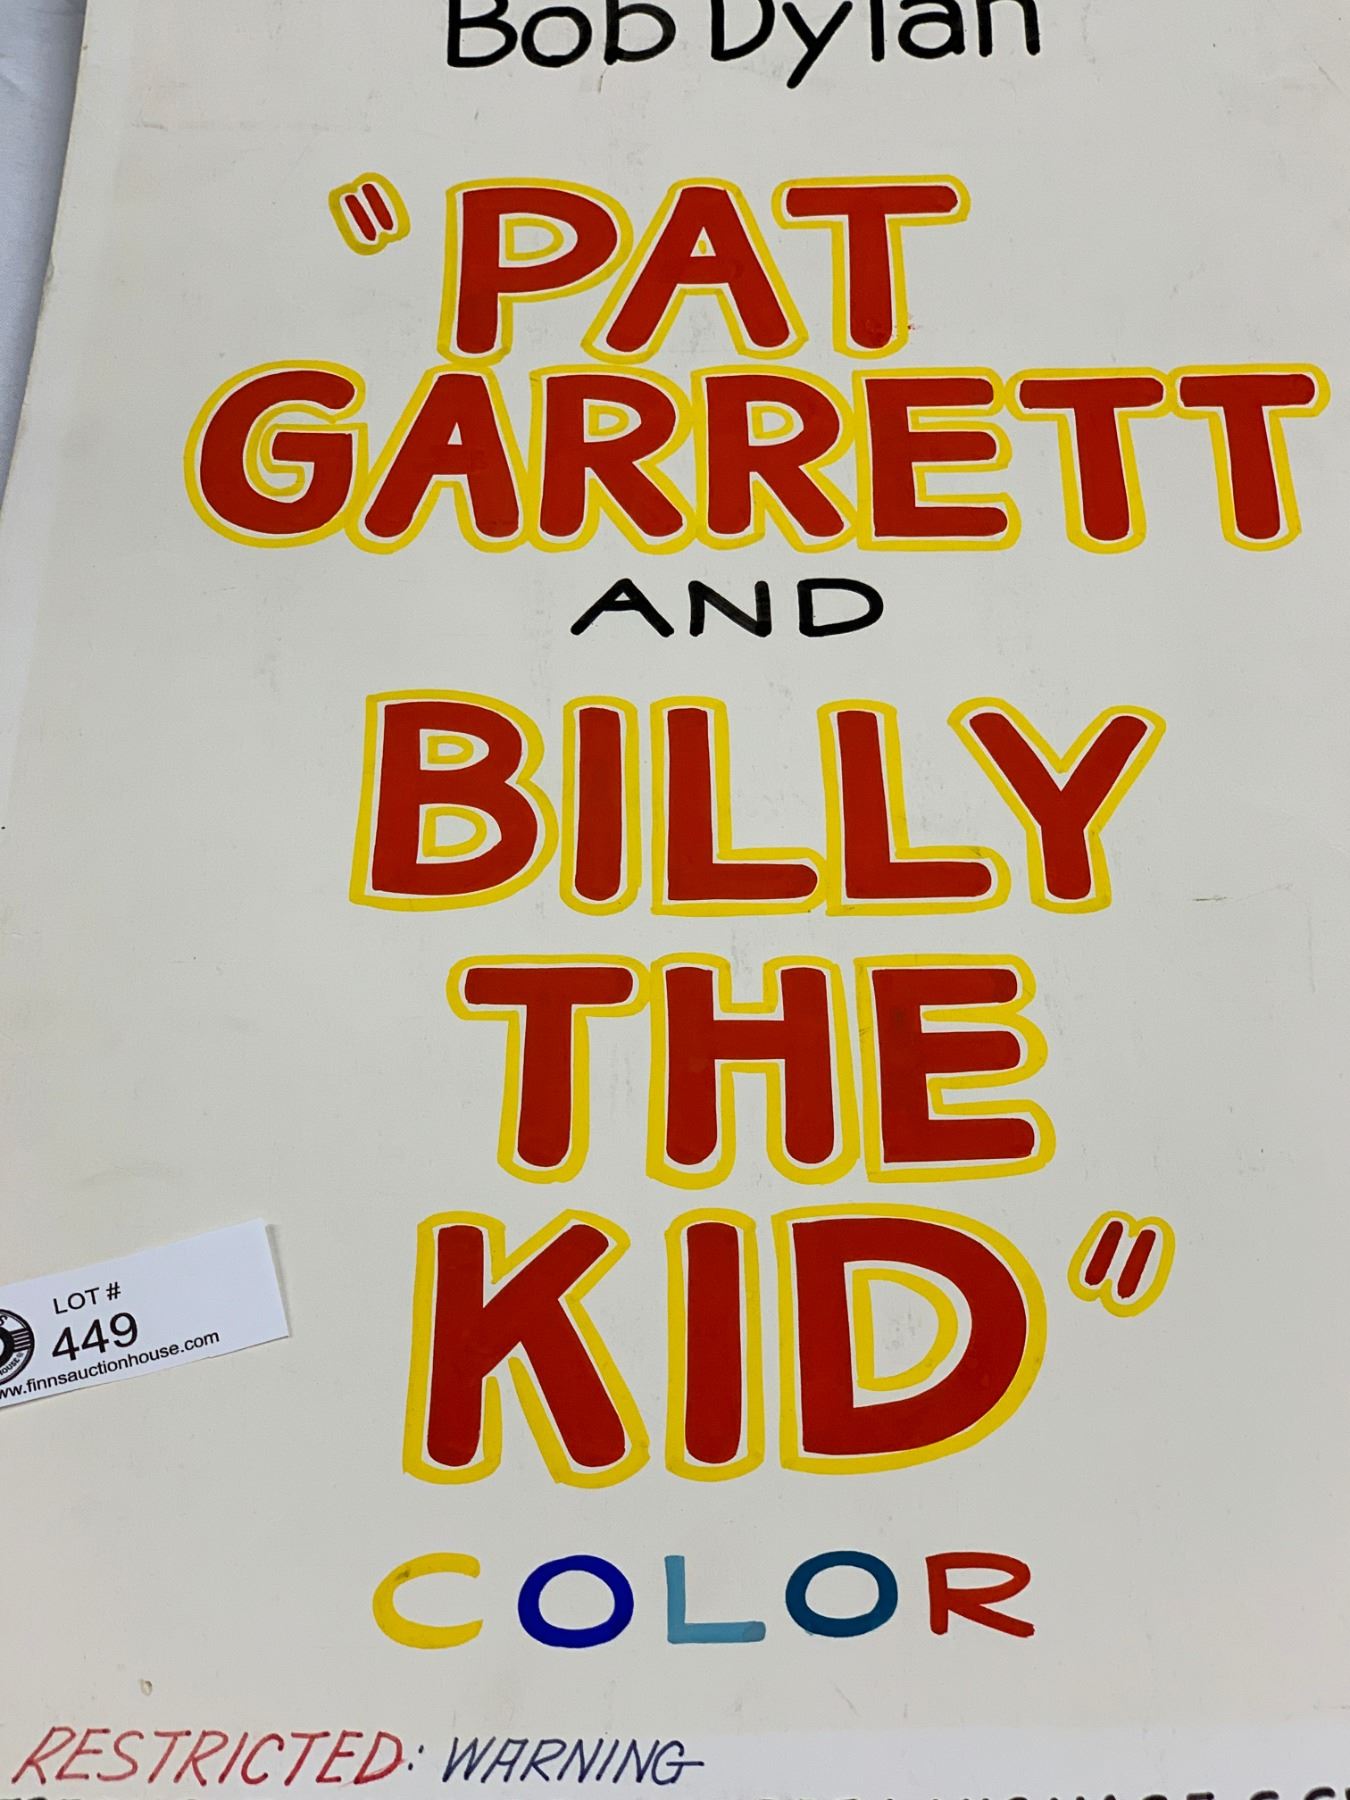 Bob Dylan
"PAT
GARRETT
AND
BILLY
THE
KID"
COLOR
LOT #
449
www.finnsauctionhouse.com
RESTRICTED: WARNING